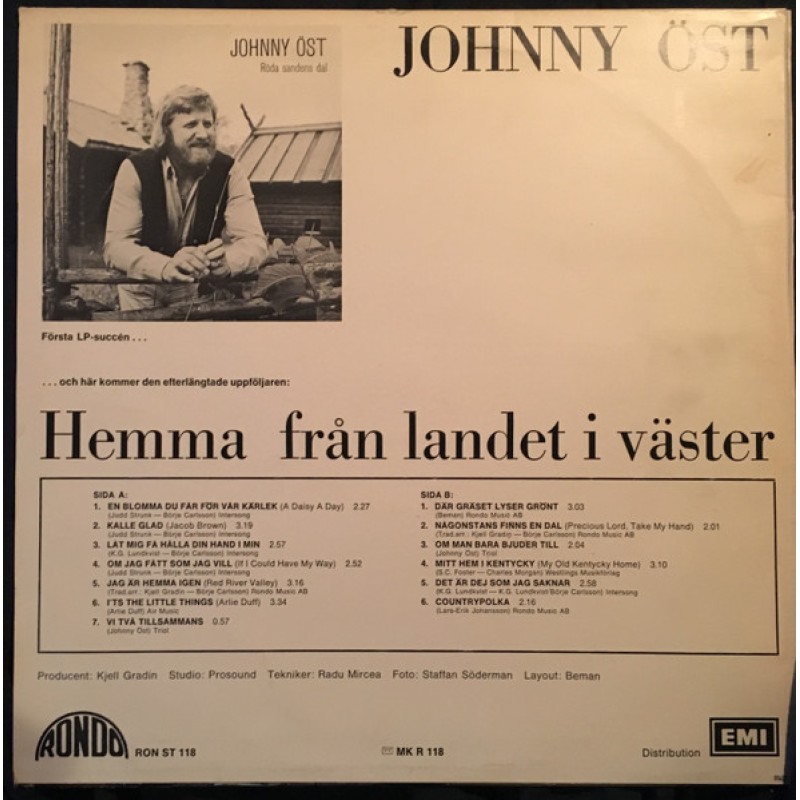 JOHNNY ÖST
Röda sandens dal
JOHNNY ÖST
Första LP-succén . . .
. . . och här kommer den efterlängtade uppföljaren:
Hemma från landet i väster
SIDA A:
1. EN BLOMMA DU FÅR FÖR VÅR KÄRLEK (A Daisy A Day) 2.27
(Judd Strunk — Börje Carlsson) Intersong
2. KALLE GLAD (Jacob Brown) 3.19
(Judd Strunk — Börje Carlsson) Intersong
3. LÅT MIG FÅ HÅLLA DIN HAND I MIN 2.57
(K.G. Lundkvist — Börje Carlsson) Intersong
4. OM JAG FÅTT SOM JAG VILL (If I Could Have My Way) 2.52
(Judd Strunk — Börje Carlsson) Intersong
5. JAG ÄR HEMMA IGEN (Red River Valley) 3.16
(Trad.arr.: Kjell Gradin — Börje Carlsson) Rondo Music AB
6. I'TS THE LITTLE THINGS (Arlie Duff) 3.34
(Arlie Duff) Air Music
7. VI TVÅ TILLSAMMANS 0.57
(Johnny Öst) Trial
SIDA B:
1. DÄR GRÄSET LYSER GRÖNT 3.03
(Beman) Rondo Music AB
2. NÅGONSTANS FINNS EN DAL (Precious Lord, Take My Hand) 2.01
(Trad.arr.: Kjell Gradin — Börje Carlsson) Rondo Music AB
3. OM MAN BARA BJUDER TILL 2.04
(Johnny Öst) Trial
4. MITT HEM I KENTYCKY (My Old Kentycky Home) 3.10
(S.C. Foster — Charles Morgan) Westlings Musikförlag
5. DET ÄR DEJ SOM JAG SAKNAR 2.58
(K.G. Lundkvist — K.G. Lundkvist/Börje Carlsson) Intersong
6. COUNTRYPOLKA 2.16
(Lars-Erik Johansson) Rondo Music AB
Producent: Kjell Gradin Studio: Prosound Tekniker: Radu Mircea Foto: Staffan Söderman Layout: Beman
RONDO RON ST 118
MK R 118
Distribution EMI